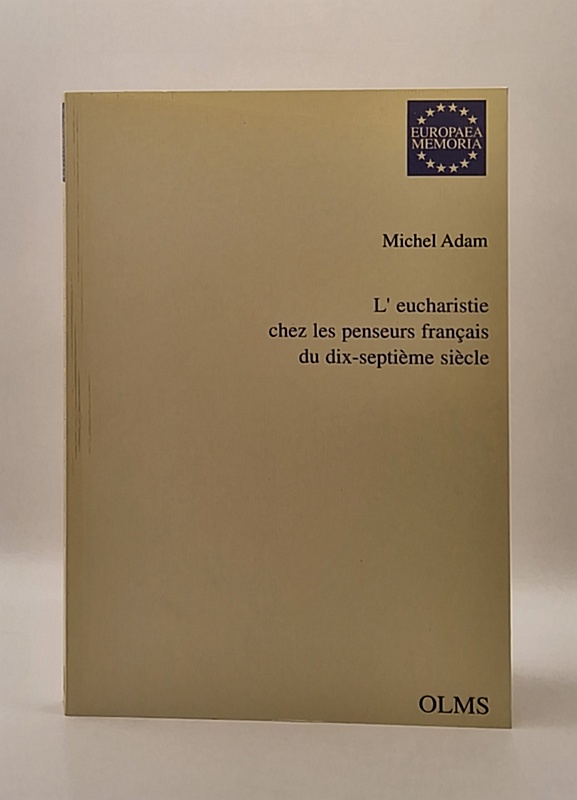 EUROPAEA
MEMORIA
Michel Adam
L' eucharistie
chez les penseurs français
du dix-septième siècle
OLMS